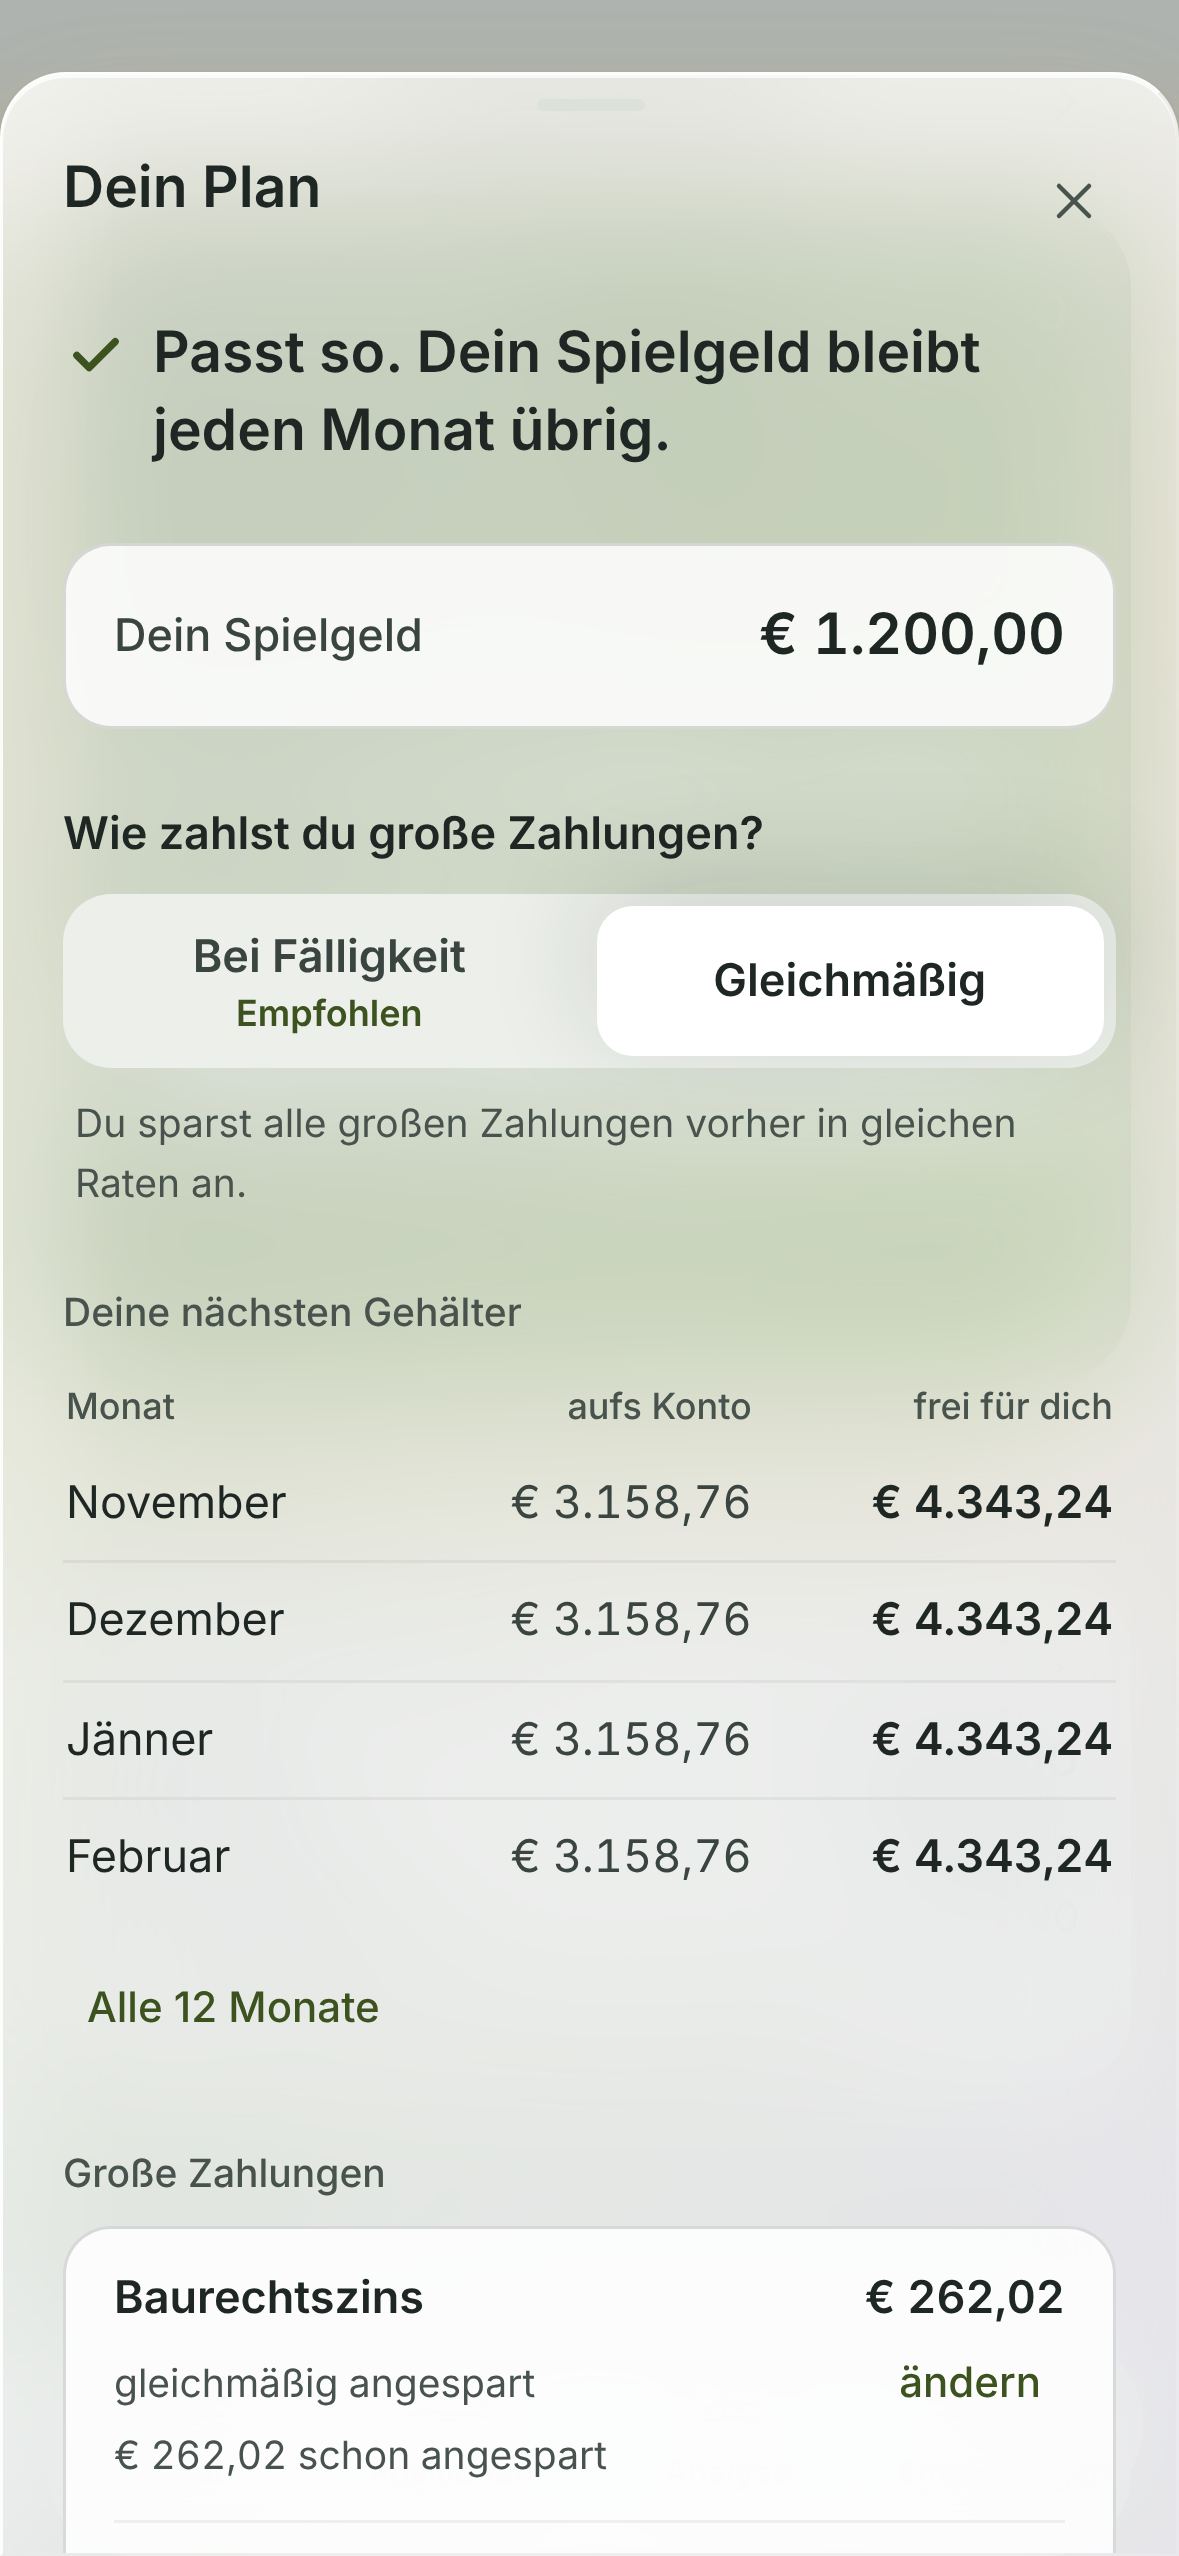 Dein Plan
Passt so. Dein Spielgeld bleibt
jeden Monat übrig.
Dein Spielgeld € 1.200,00
Wie zahlst du große Zahlungen?
Bei Fälligkeit
Empfohlen
Gleichmäßig
Du sparst alle großen Zahlungen vorher in gleichen
Raten an.
Deine nächsten Gehälter
Monat aufs Konto frei für dich
November € 3.158,76 € 4.343,24
Dezember € 3.158,76 € 4.343,24
Jänner € 3.158,76 € 4.343,24
Februar € 3.158,76 € 4.343,24
Alle 12 Monate
Große Zahlungen
Baurechtszins € 262,02
gleichmäßig angespart ändern
€ 262,02 schon angespart